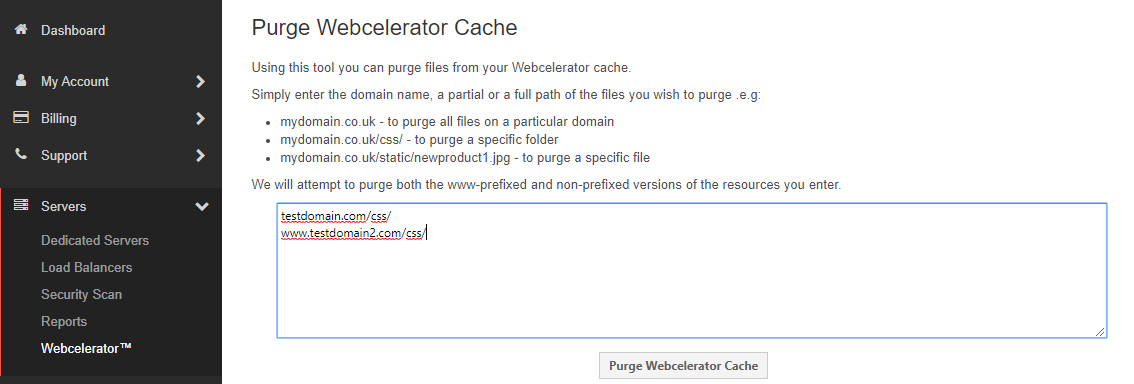 Dashboard
My Account
Billing
Support
Servers
Dedicated Servers
Load Balancers
Security Scan
Reports
Webcelerator™
Purge Webcelerator Cache
Using this tool you can purge files from your Webcelerator cache.
Simply enter the domain name, a partial or a full path of the files you wish to purge .e.g:
mydomain.co.uk - to purge all files on a particular domain
mydomain.co.uk/css/ - to purge a specific folder
mydomain.co.uk/static/newproduct1.jpg - to purge a specific file
We will attempt to purge both the www-prefixed and non-prefixed versions of the resources you enter.
testdomain.com/css/
www.testdomain2.com/css/
Purge Webcelerator Cache